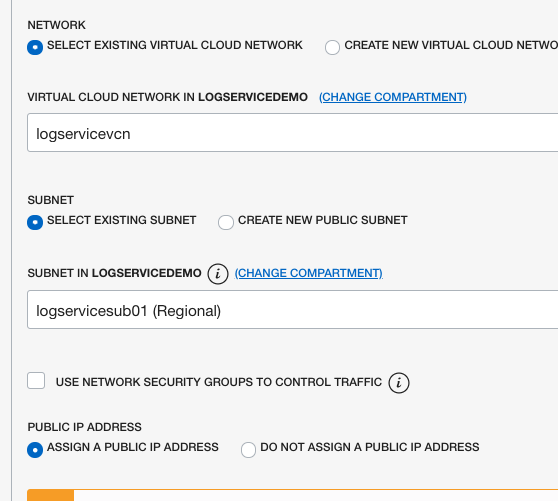 NETWORK
SELECT EXISTING VIRTUAL CLOUD NETWORK CREATE NEW VIRTUAL CLOUD NETWO
VIRTUAL CLOUD NETWORK IN LOGSERVICEDEMO (CHANGE COMPARTMENT)
logservicevcn
SUBNET
SELECT EXISTING SUBNET CREATE NEW PUBLIC SUBNET
SUBNET IN LOGSERVICEDEMO i (CHANGE COMPARTMENT)
logservicesub01 (Regional)
USE NETWORK SECURITY GROUPS TO CONTROL TRAFFIC i
PUBLIC IP ADDRESS
ASSIGN A PUBLIC IP ADDRESS DO NOT ASSIGN A PUBLIC IP ADDRESS